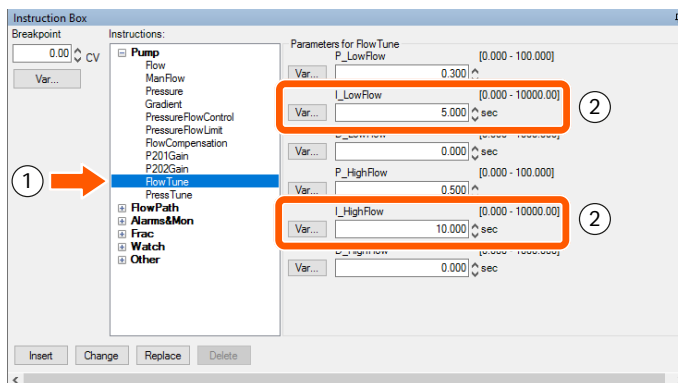 Instruction Box
Breakpoint
Instructions:
0.00 CV
Var...
Pump
Flow
ManFlow
Pressure
Gradient
PressureFlowControl
PressureFlowLimit
FlowCompensation
P201Gain
P202Gain
FlowTune
PressTune
FlowPath
Alarms&Mon
Frac
Watch
Other
1
Parameters for FlowTune
P_LowFlow [0.000 - 100.000]
Var... 0.300
I_LowFlow [0.000 - 10000.00]
Var... 5.000 sec
2
Var... 0.000 sec
P_HighFlow [0.000 - 100.000]
Var... 0.500
I_HighFlow [0.000 - 10000.00]
Var... 10.000 sec
2
Var... 0.000 sec
Insert Change Replace Delete